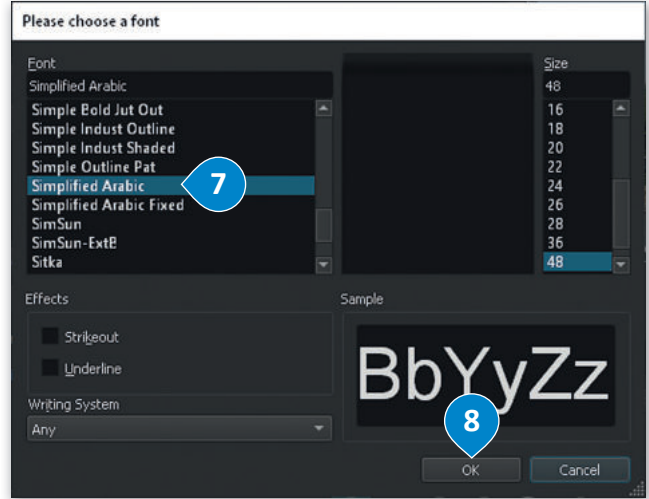 Please choose a font
Font
Simplified Arabic
Simple Bold Jut Out
Simple Indust Outline
Simple Indust Shaded
Simple Outline Pat
Simplified Arabic
Simplified Arabic Fixed
SimSun
SimSun-ExtB
Sitka
7
Size
48
16
18
20
22
24
26
28
36
48
Effects
Strikeout
Underline
Writing System
Any
Sample
BbYyZz
8
OK
Cancel